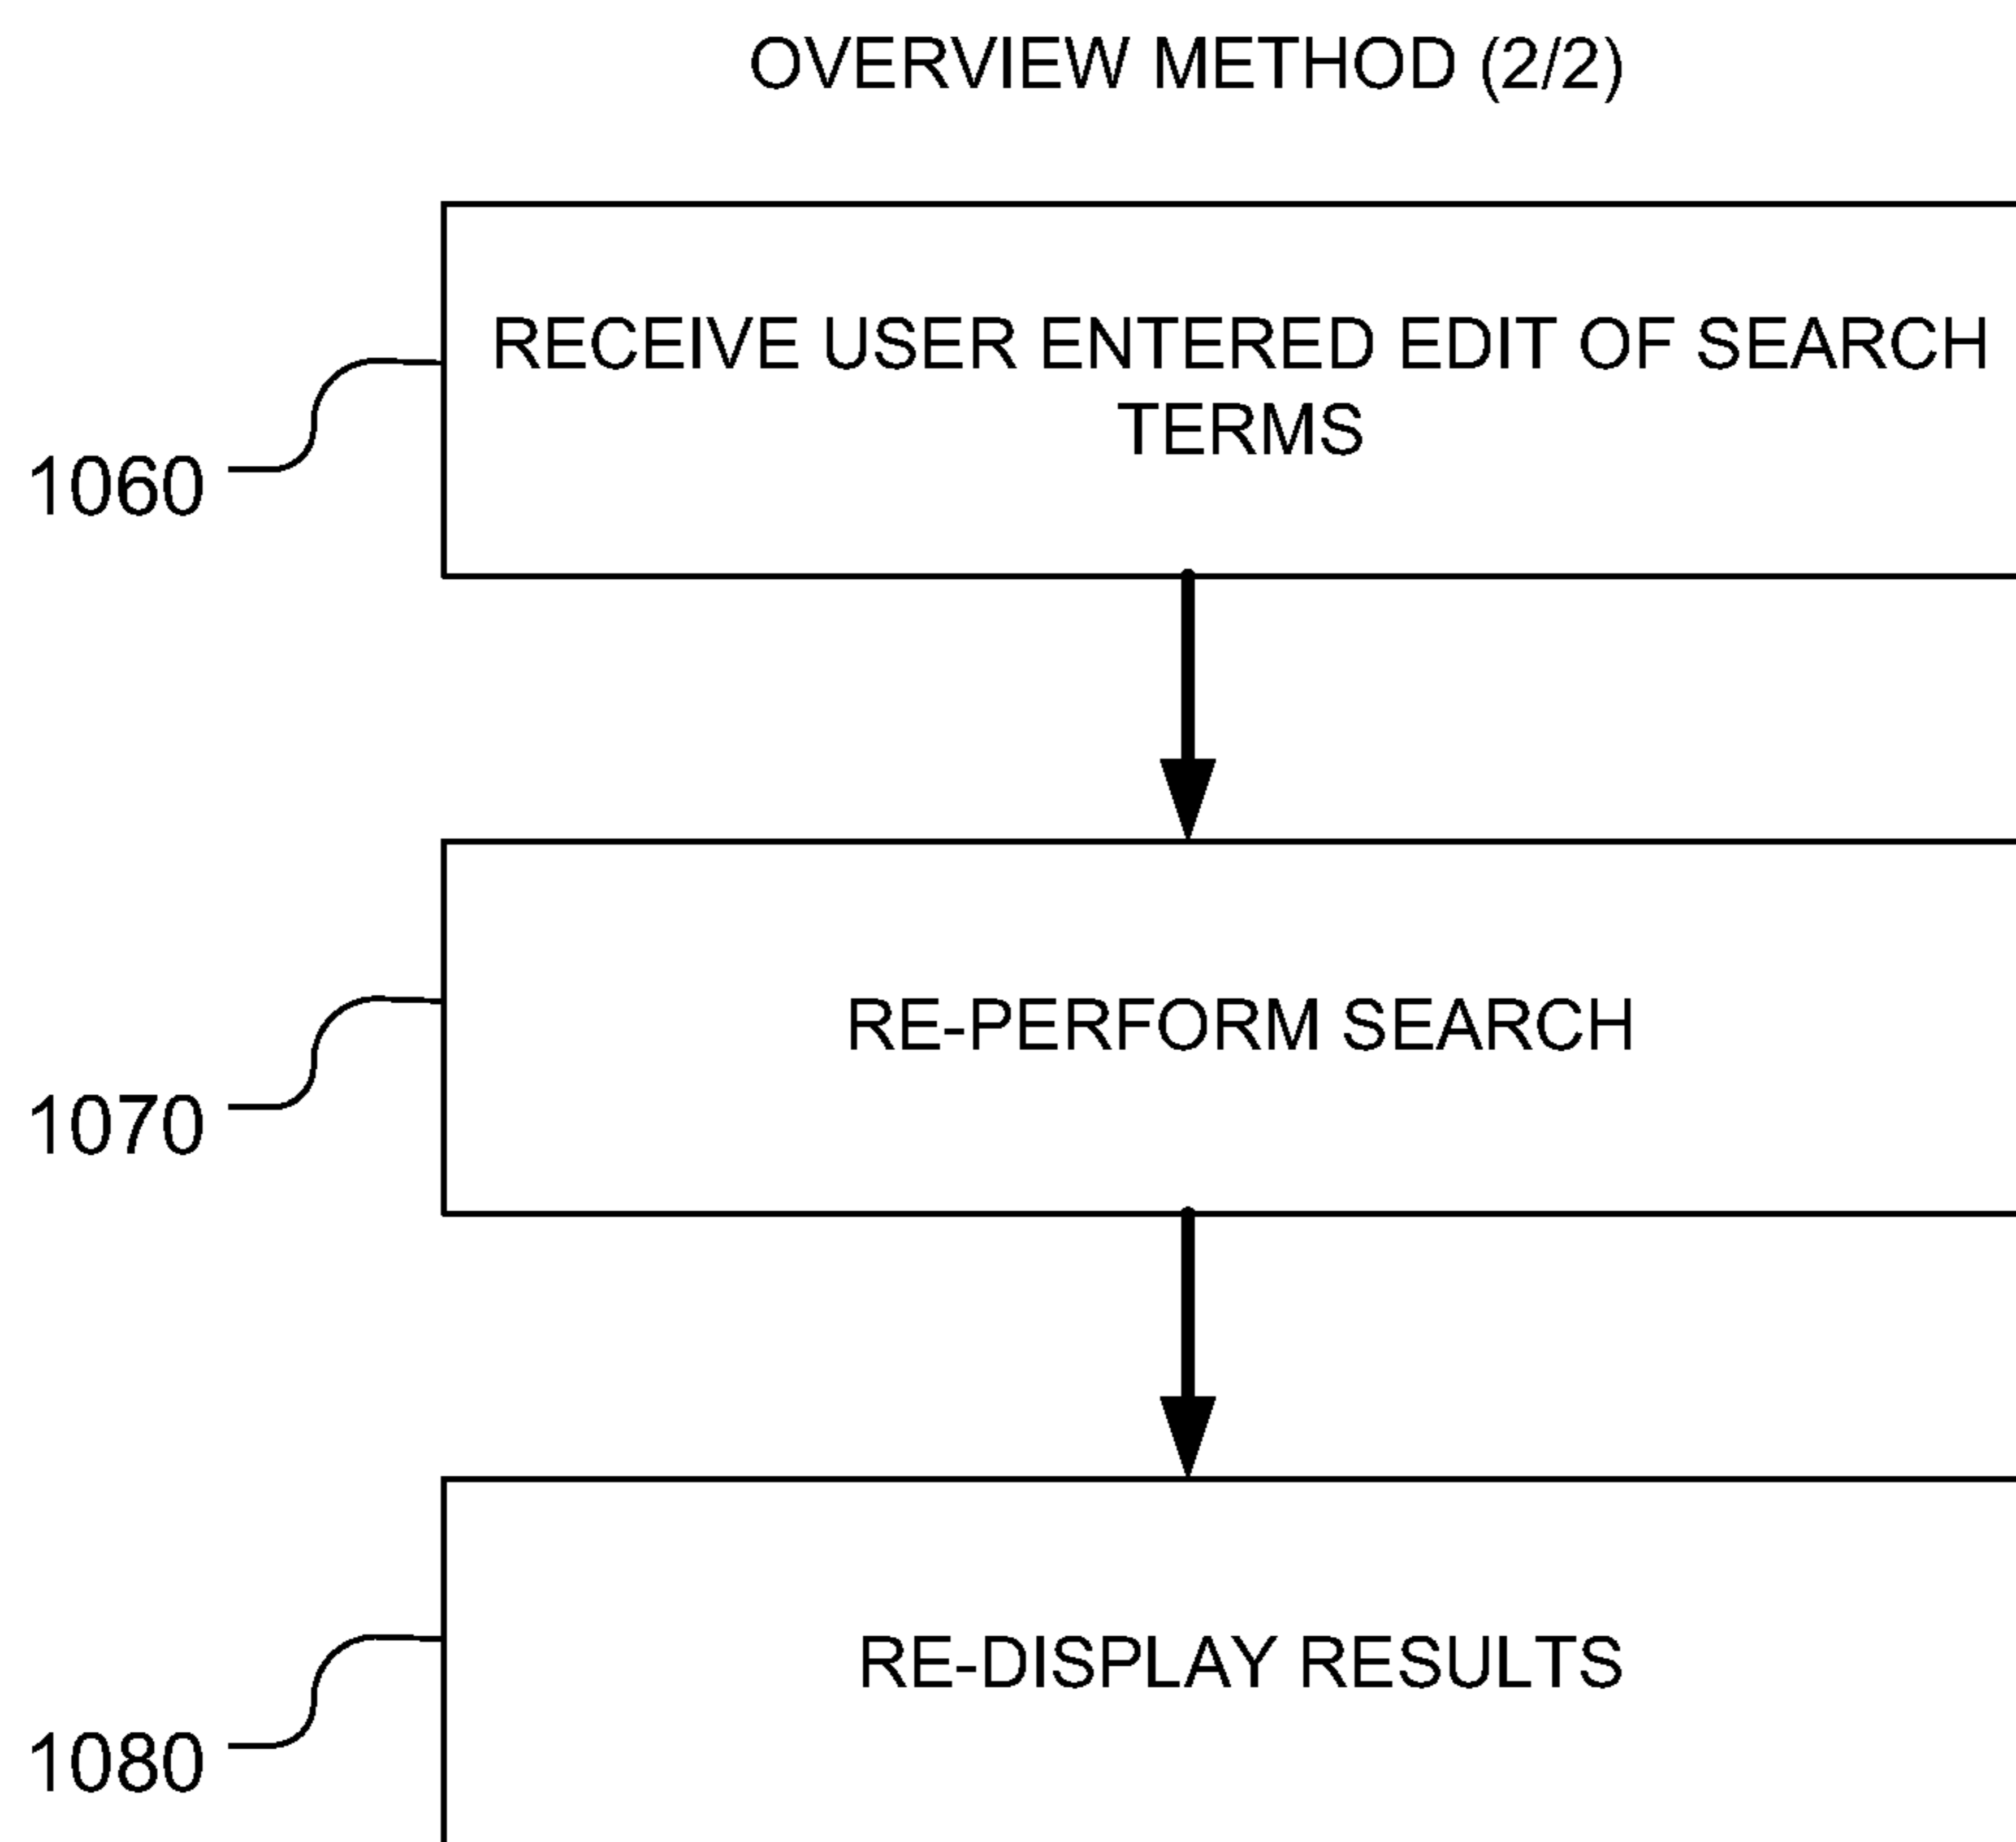 OVERVIEW METHOD (2/2)
RECEIVE USER ENTERED EDIT OF SEARCH
TERMS
1060
RE-PERFORM SEARCH
1070
RE-DISPLAY RESULTS
1080